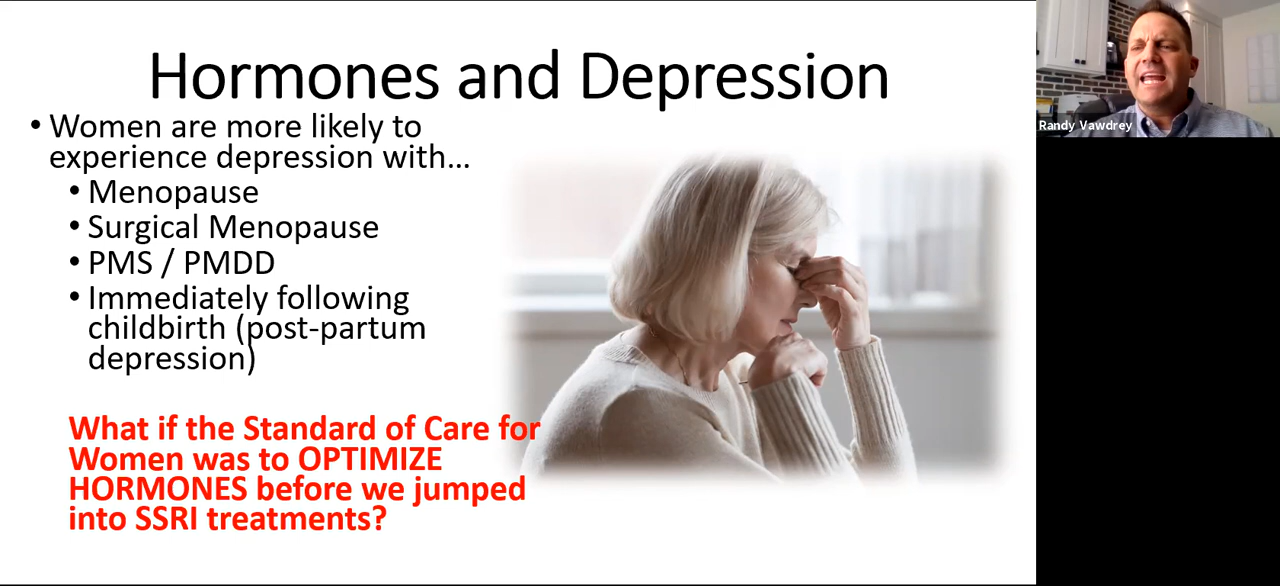 Hormones and Depression
• Women are more likely to
experience depression with...
• Menopause
• Surgical Menopause
• PMS / PMDD
• Immediately following
childbirth (post-partum
depression)
What if the Standard of Care for
Women was to OPTIMIZE
HORMONES before we jumped
into SSRI treatments?
Randy Vawdrey